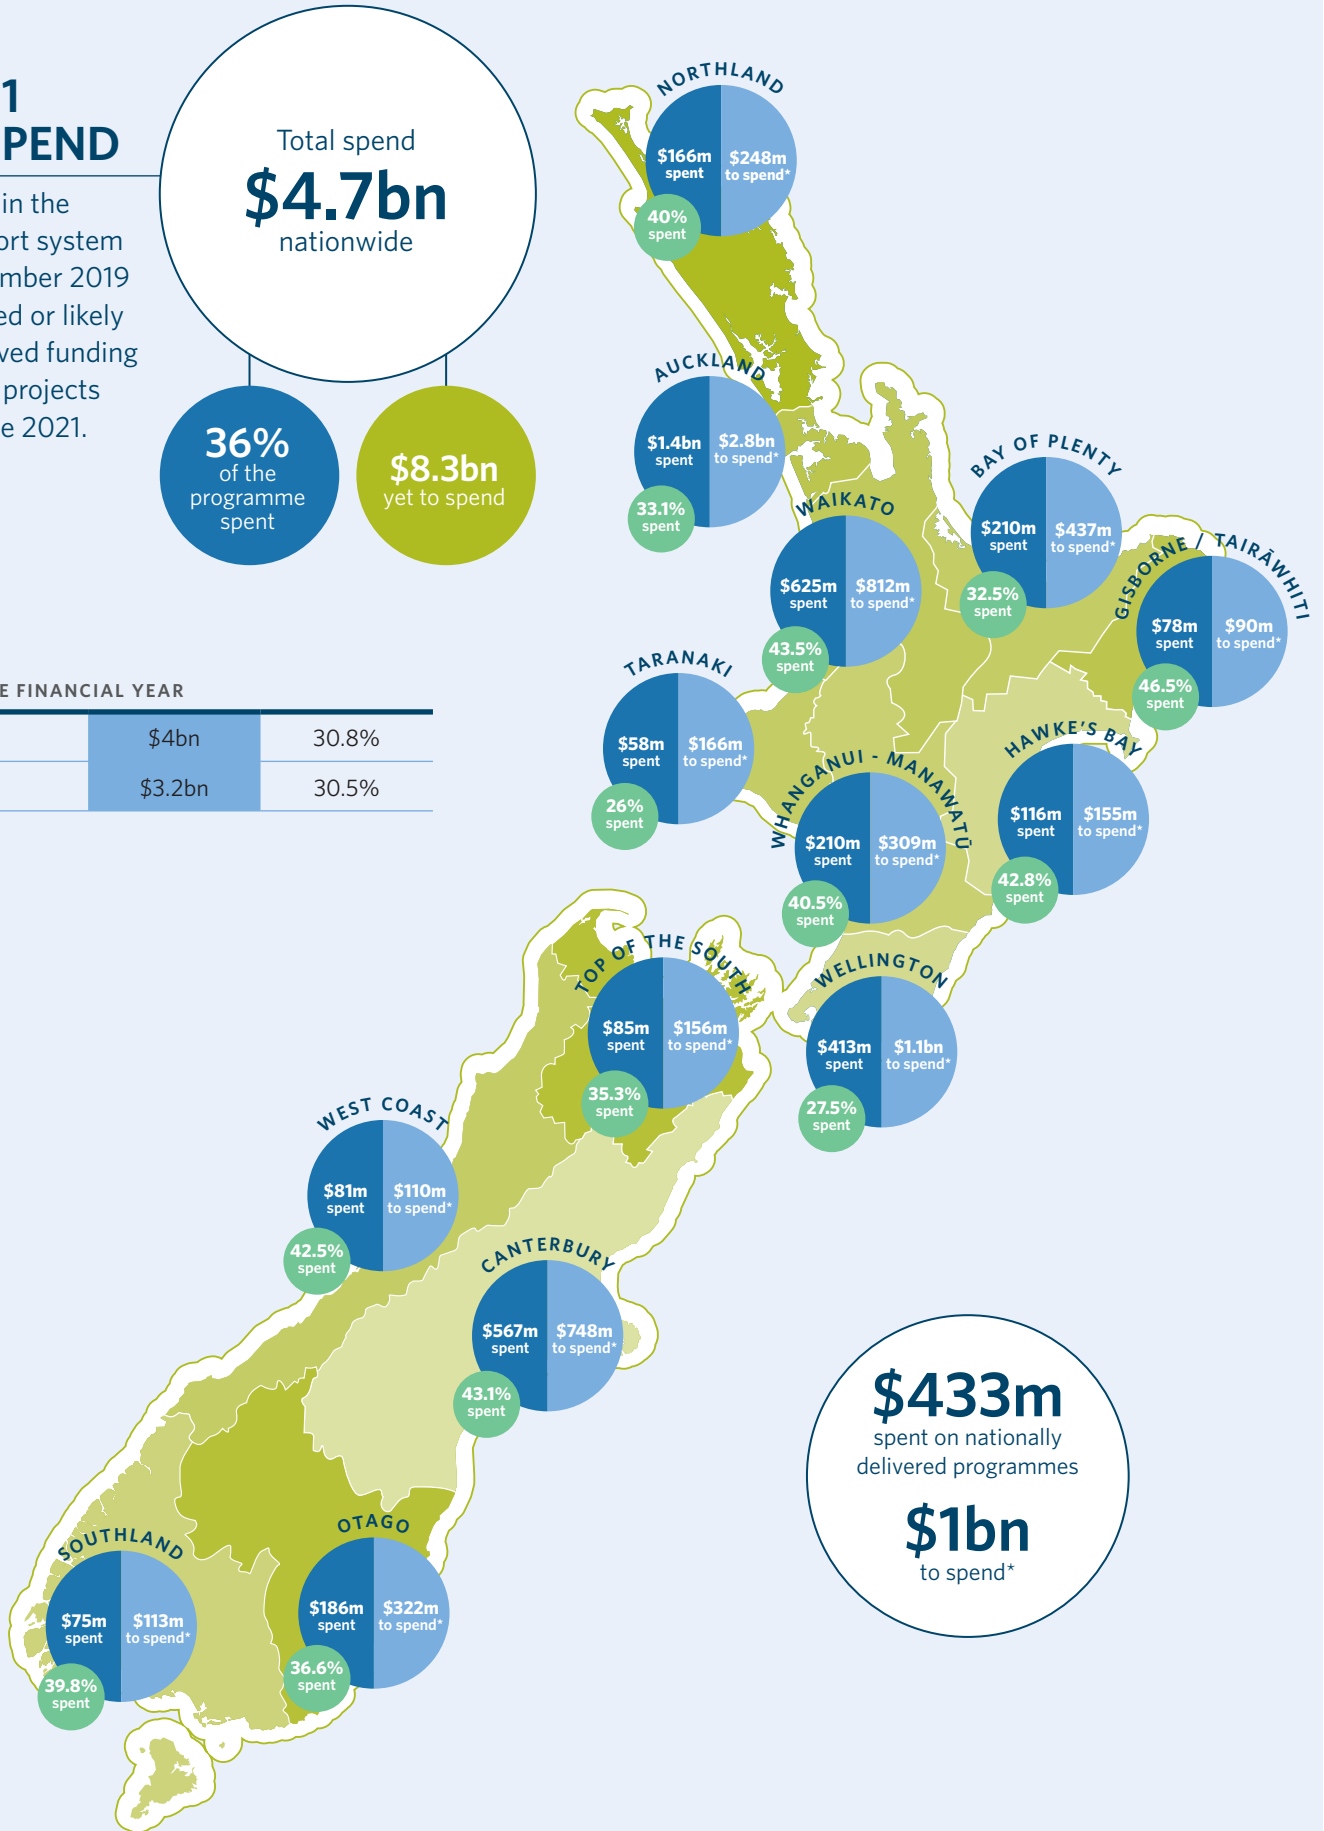 1
PEND
in the
ort system
mber 2019
ed or likely
ved funding
projects
e 2021.
Total spend
$4.7bn
nationwide
36%
of the
programme
spent
$8.3bn
yet to spend
E FINANCIAL YEAR
$4bn 30.8%
$3.2bn 30.5%
NORTHLAND
$166m
spent
$248m
to spend*
40%
spent
AUCKLAND
$1.4bn
spent
$2.8bn
to spend*
33.1%
spent
BAY OF PLENTY
$210m
spent
$437m
to spend*
32.5%
spent
WAIKATO
$625m
spent
$812m
to spend*
43.5%
spent
GISBORNE / TAIRĀWHITI
$78m
spent
$90m
to spend*
46.5%
spent
TARANAKI
$58m
spent
$166m
to spend*
26%
spent
HAWKE'S BAY
$116m
spent
$155m
to spend*
42.8%
spent
WHANGANUI - MANAWATŪ
$210m
spent
$309m
to spend*
40.5%
spent
TOP OF THE SOUTH
$85m
spent
$156m
to spend*
35.3%
spent
WELLINGTON
$413m
spent
$1.1bn
to spend*
27.5%
spent
WEST COAST
$81m
spent
$110m
to spend*
42.5%
spent
CANTERBURY
$567m
spent
$748m
to spend*
43.1%
spent
$433m
spent on nationally
delivered programmes
$1bn
to spend*
OTAGO
$186m
spent
$322m
to spend*
36.6%
spent
SOUTHLAND
$75m
spent
$113m
to spend*
39.8%
spent